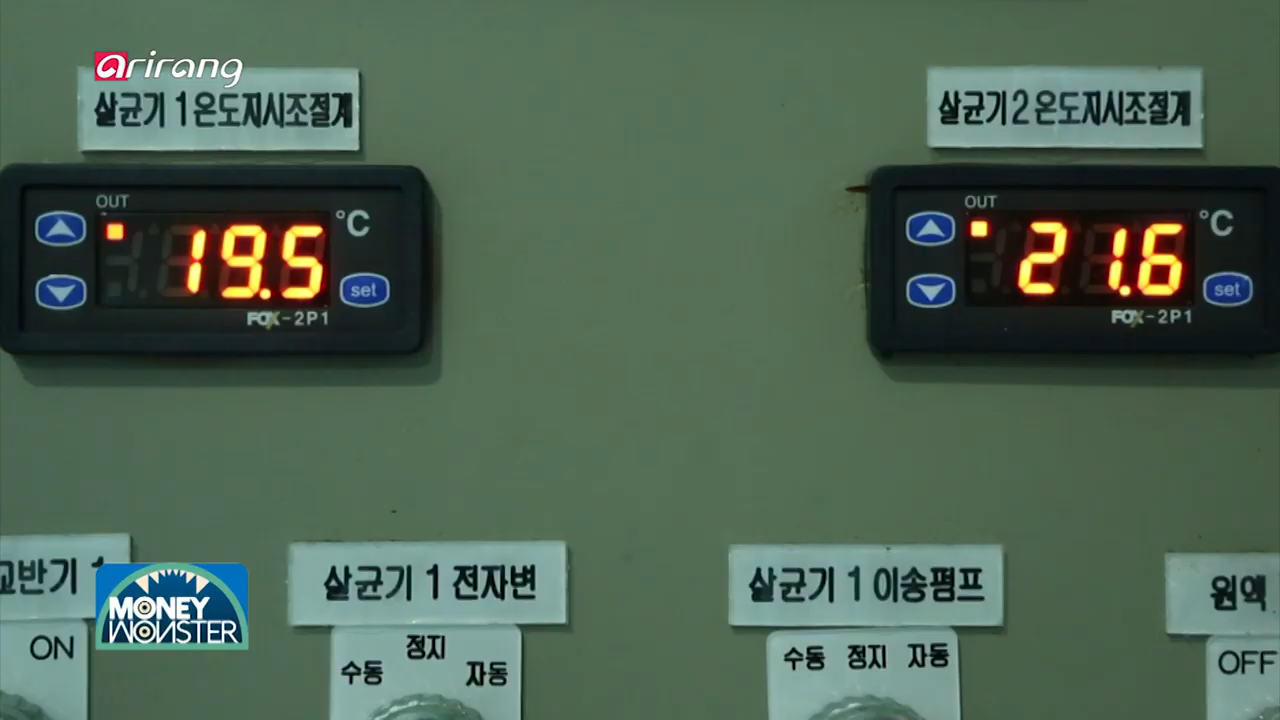 arirang
살균기 1 온도지시조절계
살균기 2 온도지시조절계
OUT
19.5
°C
set
FOX-2P1
OUT
21.6
°C
set
FOX-2P1
교반기 1
살균기 1 전자변
살균기 1 이송펌프
원액
MONEY
MONSTER
ON
수동 정지 자동
수동 정지 자동
OFF